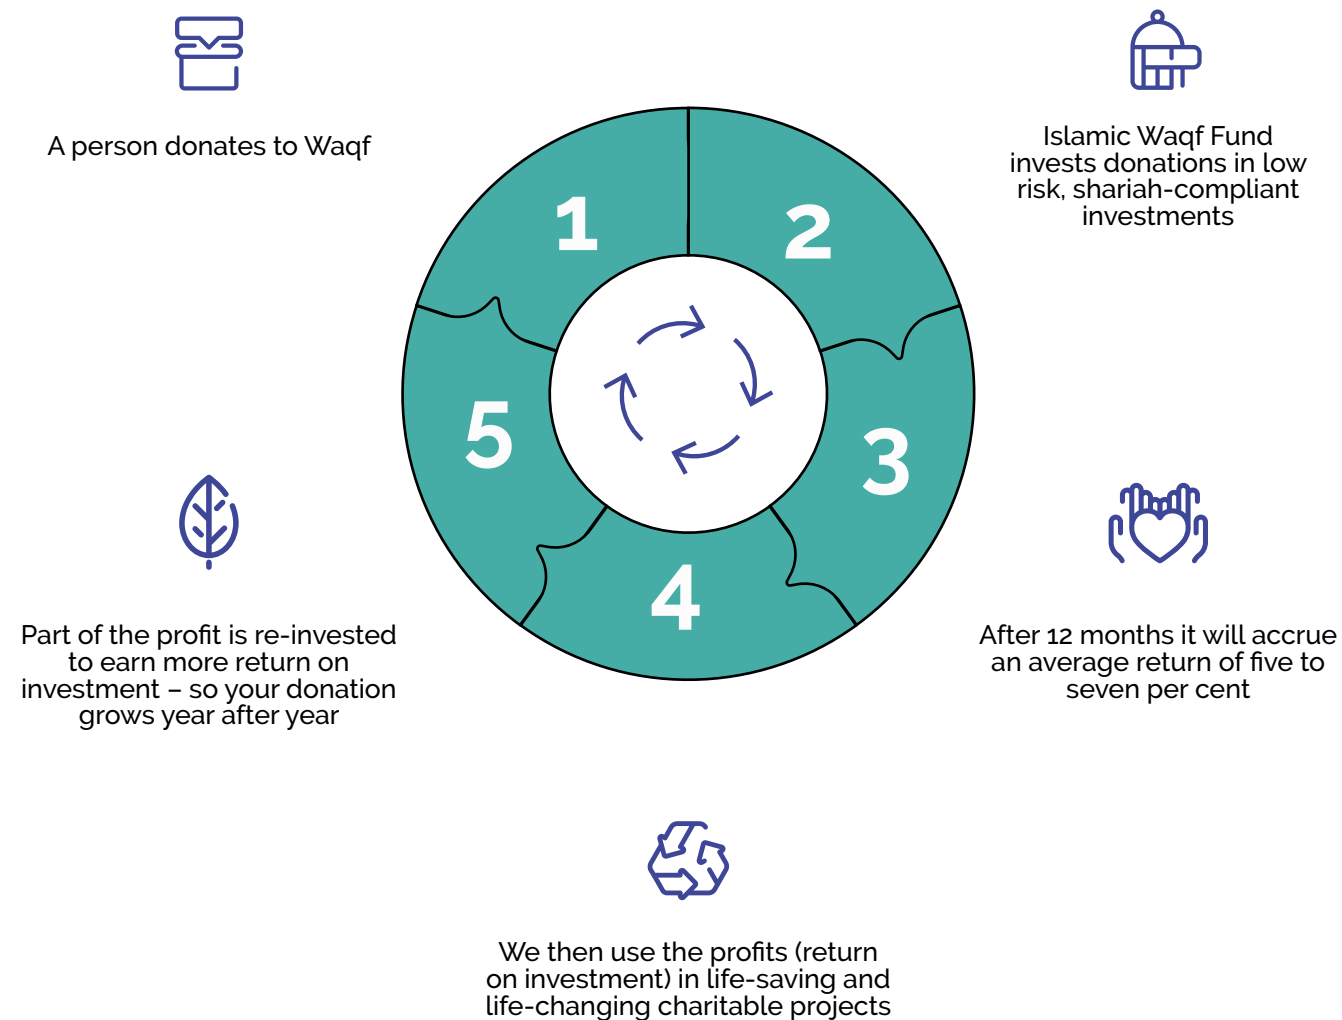 A person donates to Waqf
1
2
Islamic Waqf Fund
invests donations in low
risk, shariah-compliant
investments
3
After 12 months it will accrue
an average return of five to
seven per cent
4
We then use the profits (return
on investment) in life-saving and
life-changing charitable projects
5
Part of the profit is re-invested
to earn more return on
investment – so your donation
grows year after year